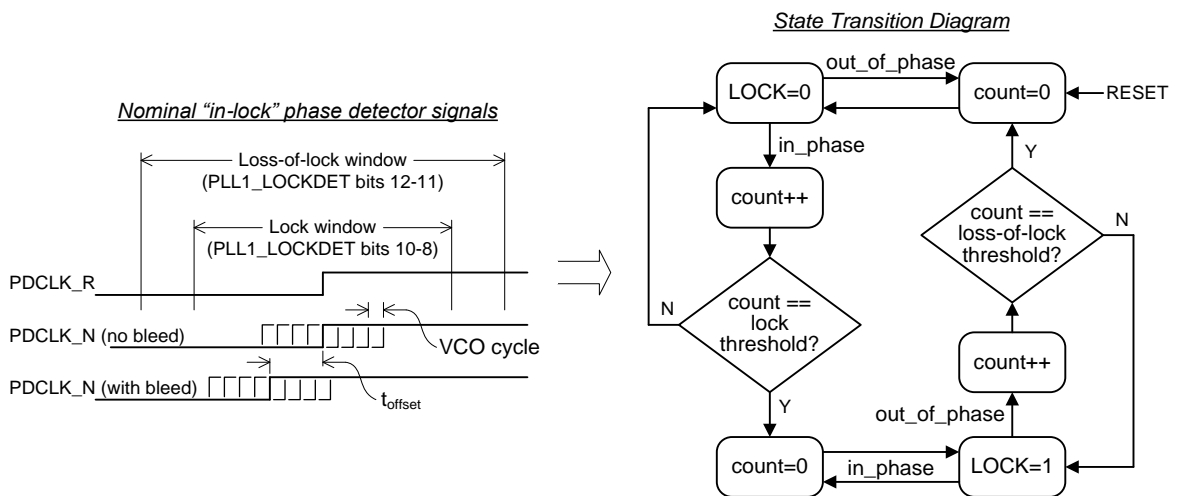 State Transition Diagram
Nominal “in-lock” phase detector signals
Loss-of-lock window
(PLL1_LOCKDET bits 12-11)
Lock window
(PLL1_LOCKDET bits 10-8)
PDCLK_R
PDCLK_N (no bleed)
VCO cycle
PDCLK_N (with bleed)
toffset
LOCK=0
out_of_phase
count=0
RESET
in_phase
count++
count ==
lock
threshold?
N
Y
count=0
in_phase
LOCK=1
out_of_phase
count++
count ==
loss-of-lock
threshold?
N
Y